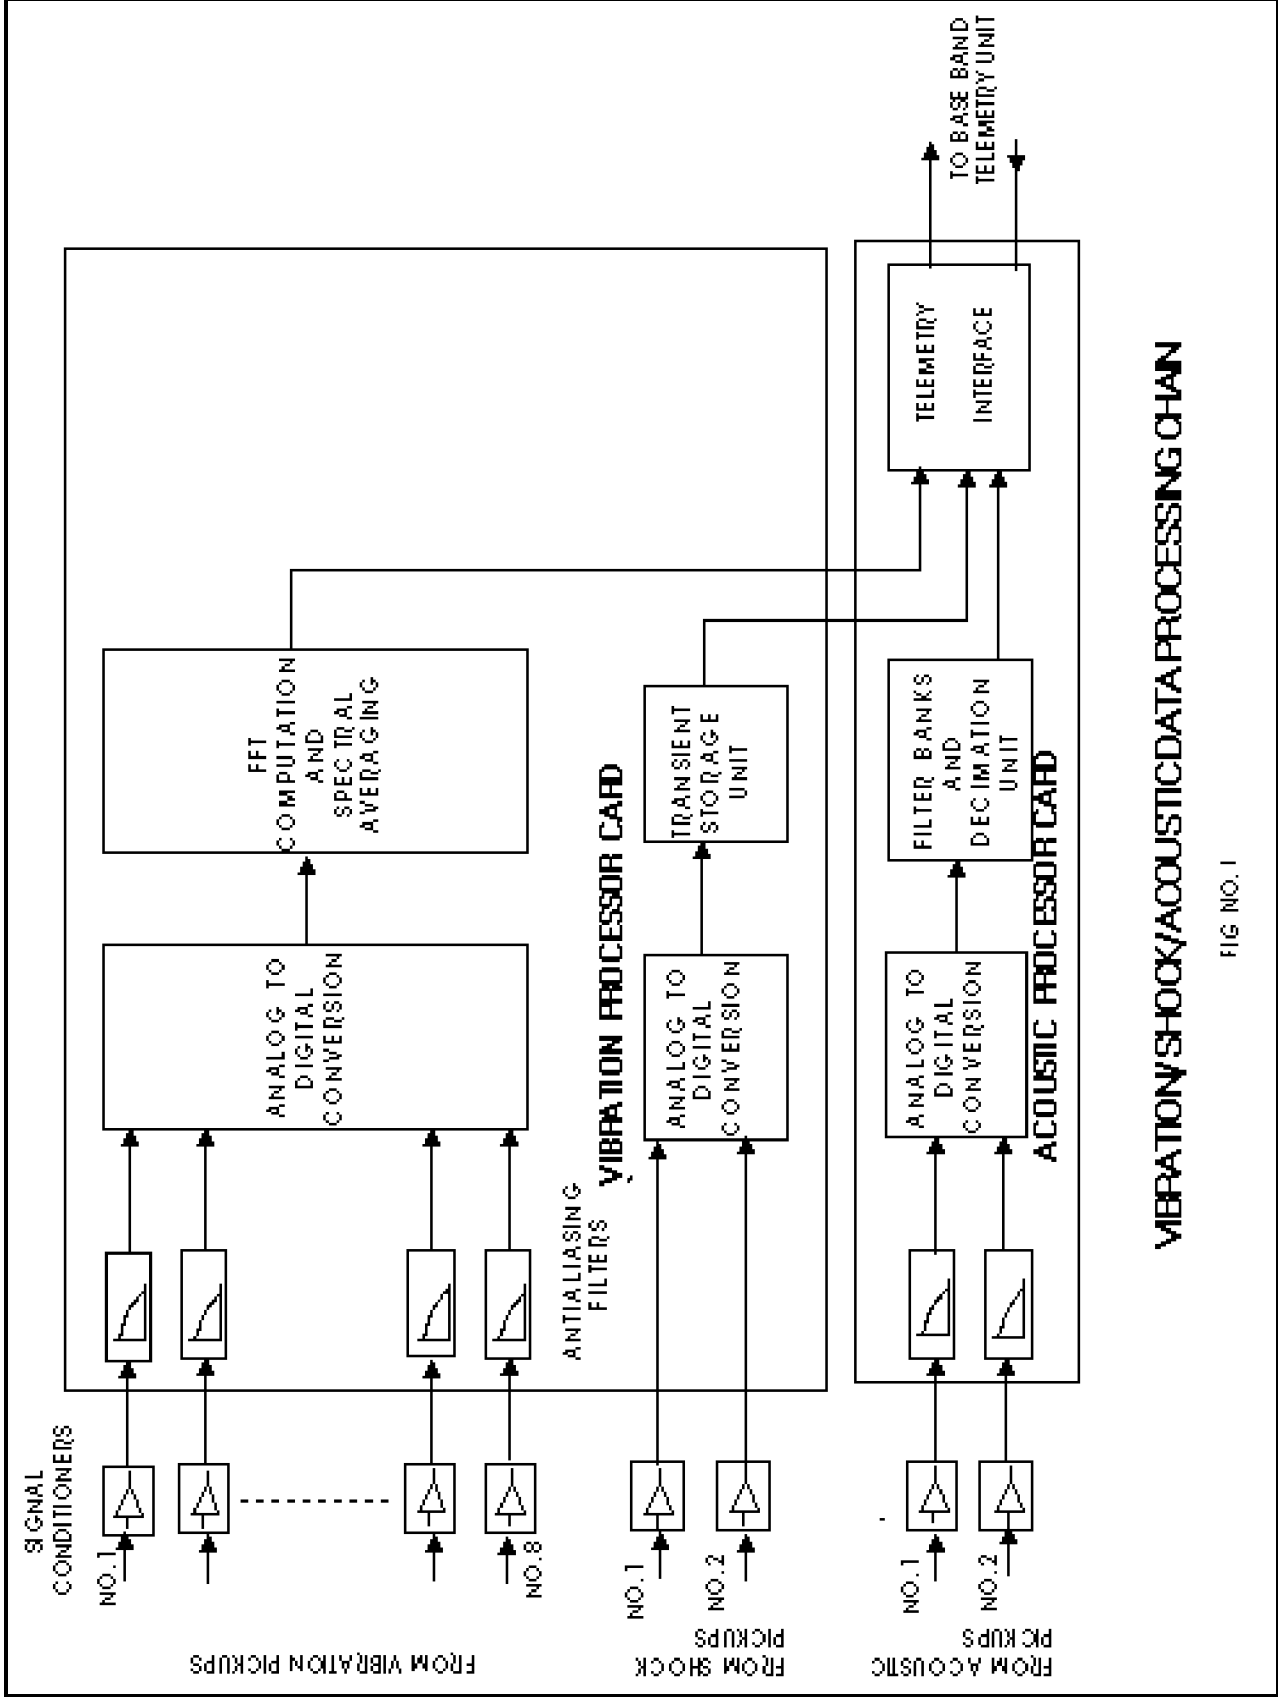 SIGNAL
CONDITIONERS
NO.1
NO.8
FROM VIBRATION PICKUPS
ANTIALIASING
FILTERS
ANALOG TO
DIGITAL
CONVERSION
FFT
COMPUTATION
AND
SPECTRAL
AVERAGING
VIBRATION PROCESSOR CARD
NO.1
NO.2
FROM SHOCK
PICKUPS
ANALOG TO
DIGITAL
CONVERSION
TRANSIENT
STORAGE
UNIT
NO.1
NO.2
FROM ACOUSTIC
PICKUPS
ANALOG TO
DIGITAL
CONVERSION
FILTER BANKS
AND
DECIMATION
UNIT
ACOUSTIC PROCESSOR CARD
TELEMETRY
INTERFACE
TO BASE BAND
TELEMETRY UNIT
VIBRATION/SHOCK/ACOUSTIC DATA PROCESSING CHAIN
FIG NO. 1